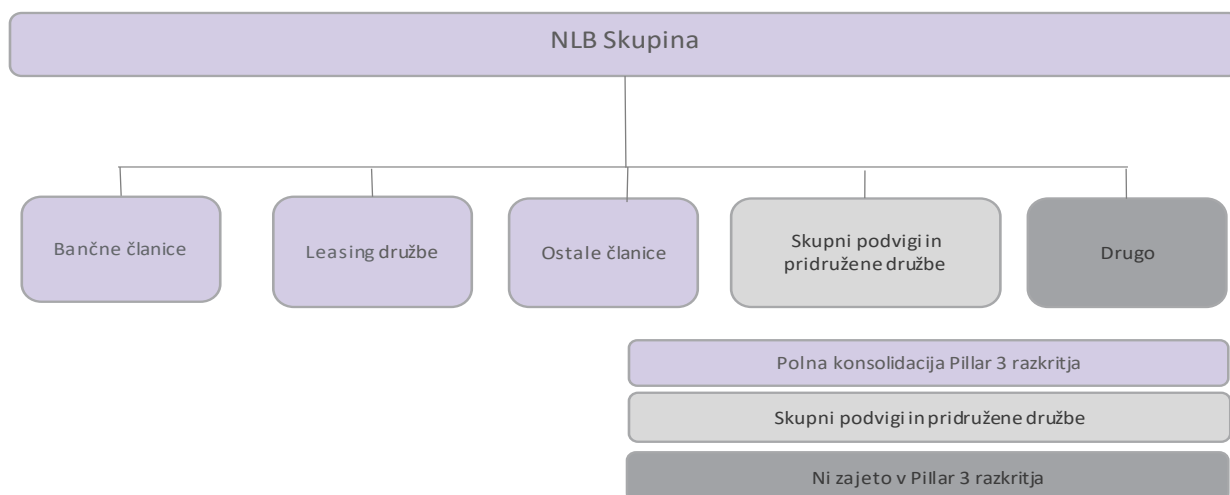 NLB Skupina
Bančne članice
Leasing družbe
Ostale članice
Skupni podvigi in
pridružene družbe
Drugo
Polna konsolidacija Pillar 3 razkritja
Skupni podvigi in pridružene družbe
Ni zajeto v Pillar 3 razkritja